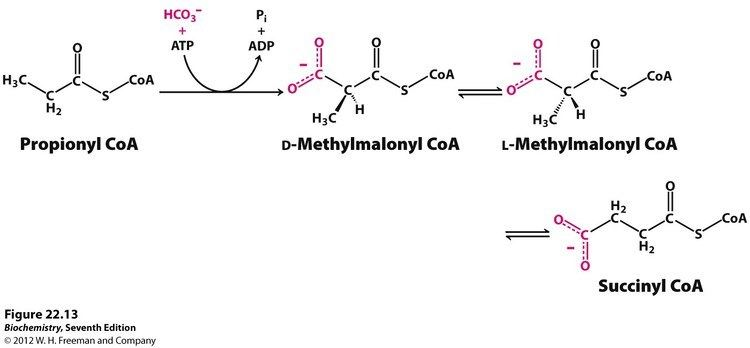 HCO3– Pi
+ +
ATP ADP
O O O O O
– –
H3C C CoA O C C CoA O C C CoA
C S C S C S
H2 H3C H H3C H
Propionyl CoA D-Methylmalonyl CoA L-Methylmalonyl CoA
O
H2
O C C CoA
C C S
– H2
O
Succinyl CoA
Figure 22.13
Biochemistry, Seventh Edition
© 2012 W. H. Freeman and Company